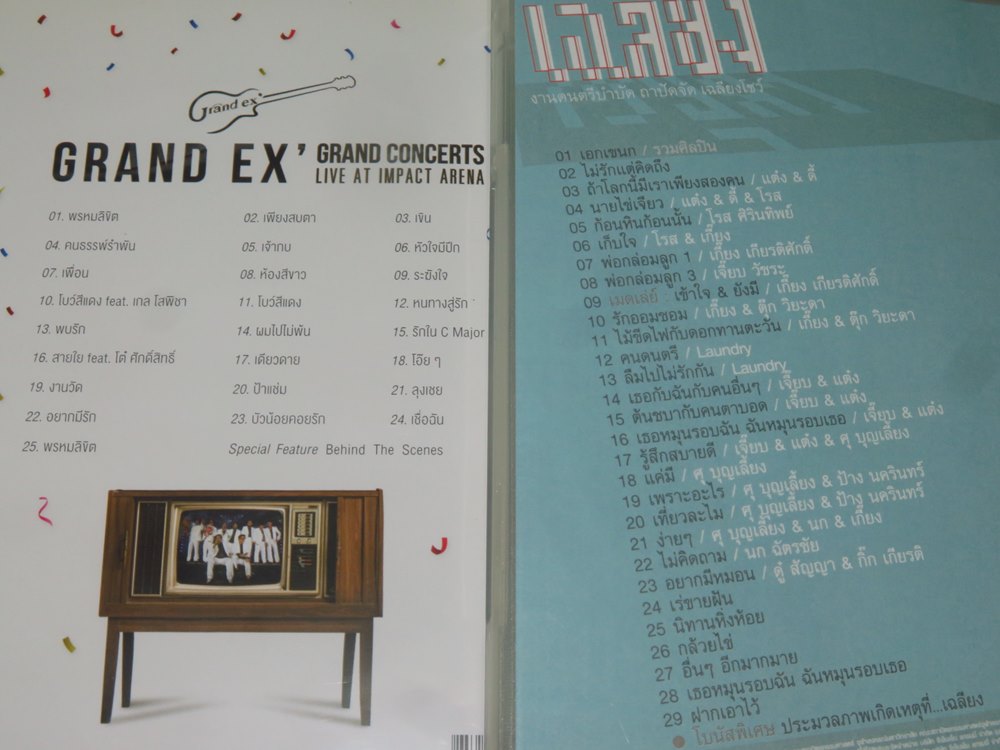 Grand ex'
GRAND EX' GRAND CONCERTS
LIVE AT IMPACT ARENA
01. พรหมลิขิต 02. เพียงสบตา 03. เชิน
04. คนธรรพ์รำพัน 05. เจ้ากบ 06. หัวใจมีปีก
07. เพื่อน 08. ห้องสีขาว 09. ระฆังใจ
10. โบว์สีแดง feat. เกล โสพิชา 11. โบว์สีแดง 12. หนทางสู่รัก
13. พบรัก 14. ผมไปไม่พ้น 15. รักใน C Major
16. สายใย feat. โต๋ ศักดิ์สิทธิ์ 17. เดียวดาย 18. โอ๊ย ๆ
19. งานวัด 20. ป้าแช่ม 21. ลุงเชย
22. อยากมีรัก 23. บัวน้อยคอยรัก 24. เชื่อฉัน
25. พรหมลิขิต Special Feature Behind The Scenes
เฉลียง
งานดนตรีบำบัด ถาปัดจัด เฉลียงโชว์
01 เอกเขนก / รวมศิลปิน
02 ไม่รักแต่คิดถึง
03 ถ้าโลกนี้มีเราเพียงสองคน / แต๋ง & ดี้
04 นายไข่เจียว / แต๋ง & ดี้ & โรส
05 ก้อนหินก้อนนั้น / โรส ศิรินทิพย์
06 เก็บใจ / โรส & เกี๊ยง
07 พ่อกล่อมลูก 1 / เกี๊ยง เกียรติศักดิ์
08 พ่อกล่อมลูก 3 / เจี๊ยบ วัชระ
09 เมดเล่ย์ : เข้าใจ & ยังมี / เกี๊ยง เกียรติศักดิ์
10 รักออมชอม / เกี๊ยง & ตุ๊ก วิยะดา
11 ไม้ขีดไฟกับดอกทานตะวัน / เกี๊ยง & ตุ๊ก วิยะดา
12 คนดนตรี / Laundry
13 ลืมไปไม่รักกัน / Laundry
14 เธอกับฉันกับคนอื่นๆ / เจี๊ยบ & แต๋ง
15 ต้นชบากับคนตาบอด / เจี๊ยบ & แต๋ง
16 เธอหมุนรอบฉัน ฉันหมุนรอบเธอ / เจี๊ยบ & แต๋ง
17 รู้สึกสบายดี / เจี๊ยบ & แต๋ง & ศุ บุญเลี้ยง
18 แค่มี / ศุ บุญเลี้ยง
19 เพราะอะไร / ศุ บุญเลี้ยง & ป้าง นครินทร์
20 เที่ยวละไม / ศุ บุญเลี้ยง & ป้าง นครินทร์
21 ง่ายๆ / ศุ บุญเลี้ยง & นก & เกี๊ยง
22 ไม่คิดถาม / นก ฉัตรชัย
23 อยากมีหมอน / ตู๋ สัญญา & กิ๊ก เกียรติ
24 เร่ขายฝัน
25 นิทานหิ่งห้อย
26 กล้วยไข่
27 อื่นๆ อีกมากมาย
28 เธอหมุนรอบฉัน ฉันหมุนรอบเธอ
29 ฝากเอาไว้
โบนัสพิเศษ ประมวลภาพเกิดเหตุที่...เฉลียง